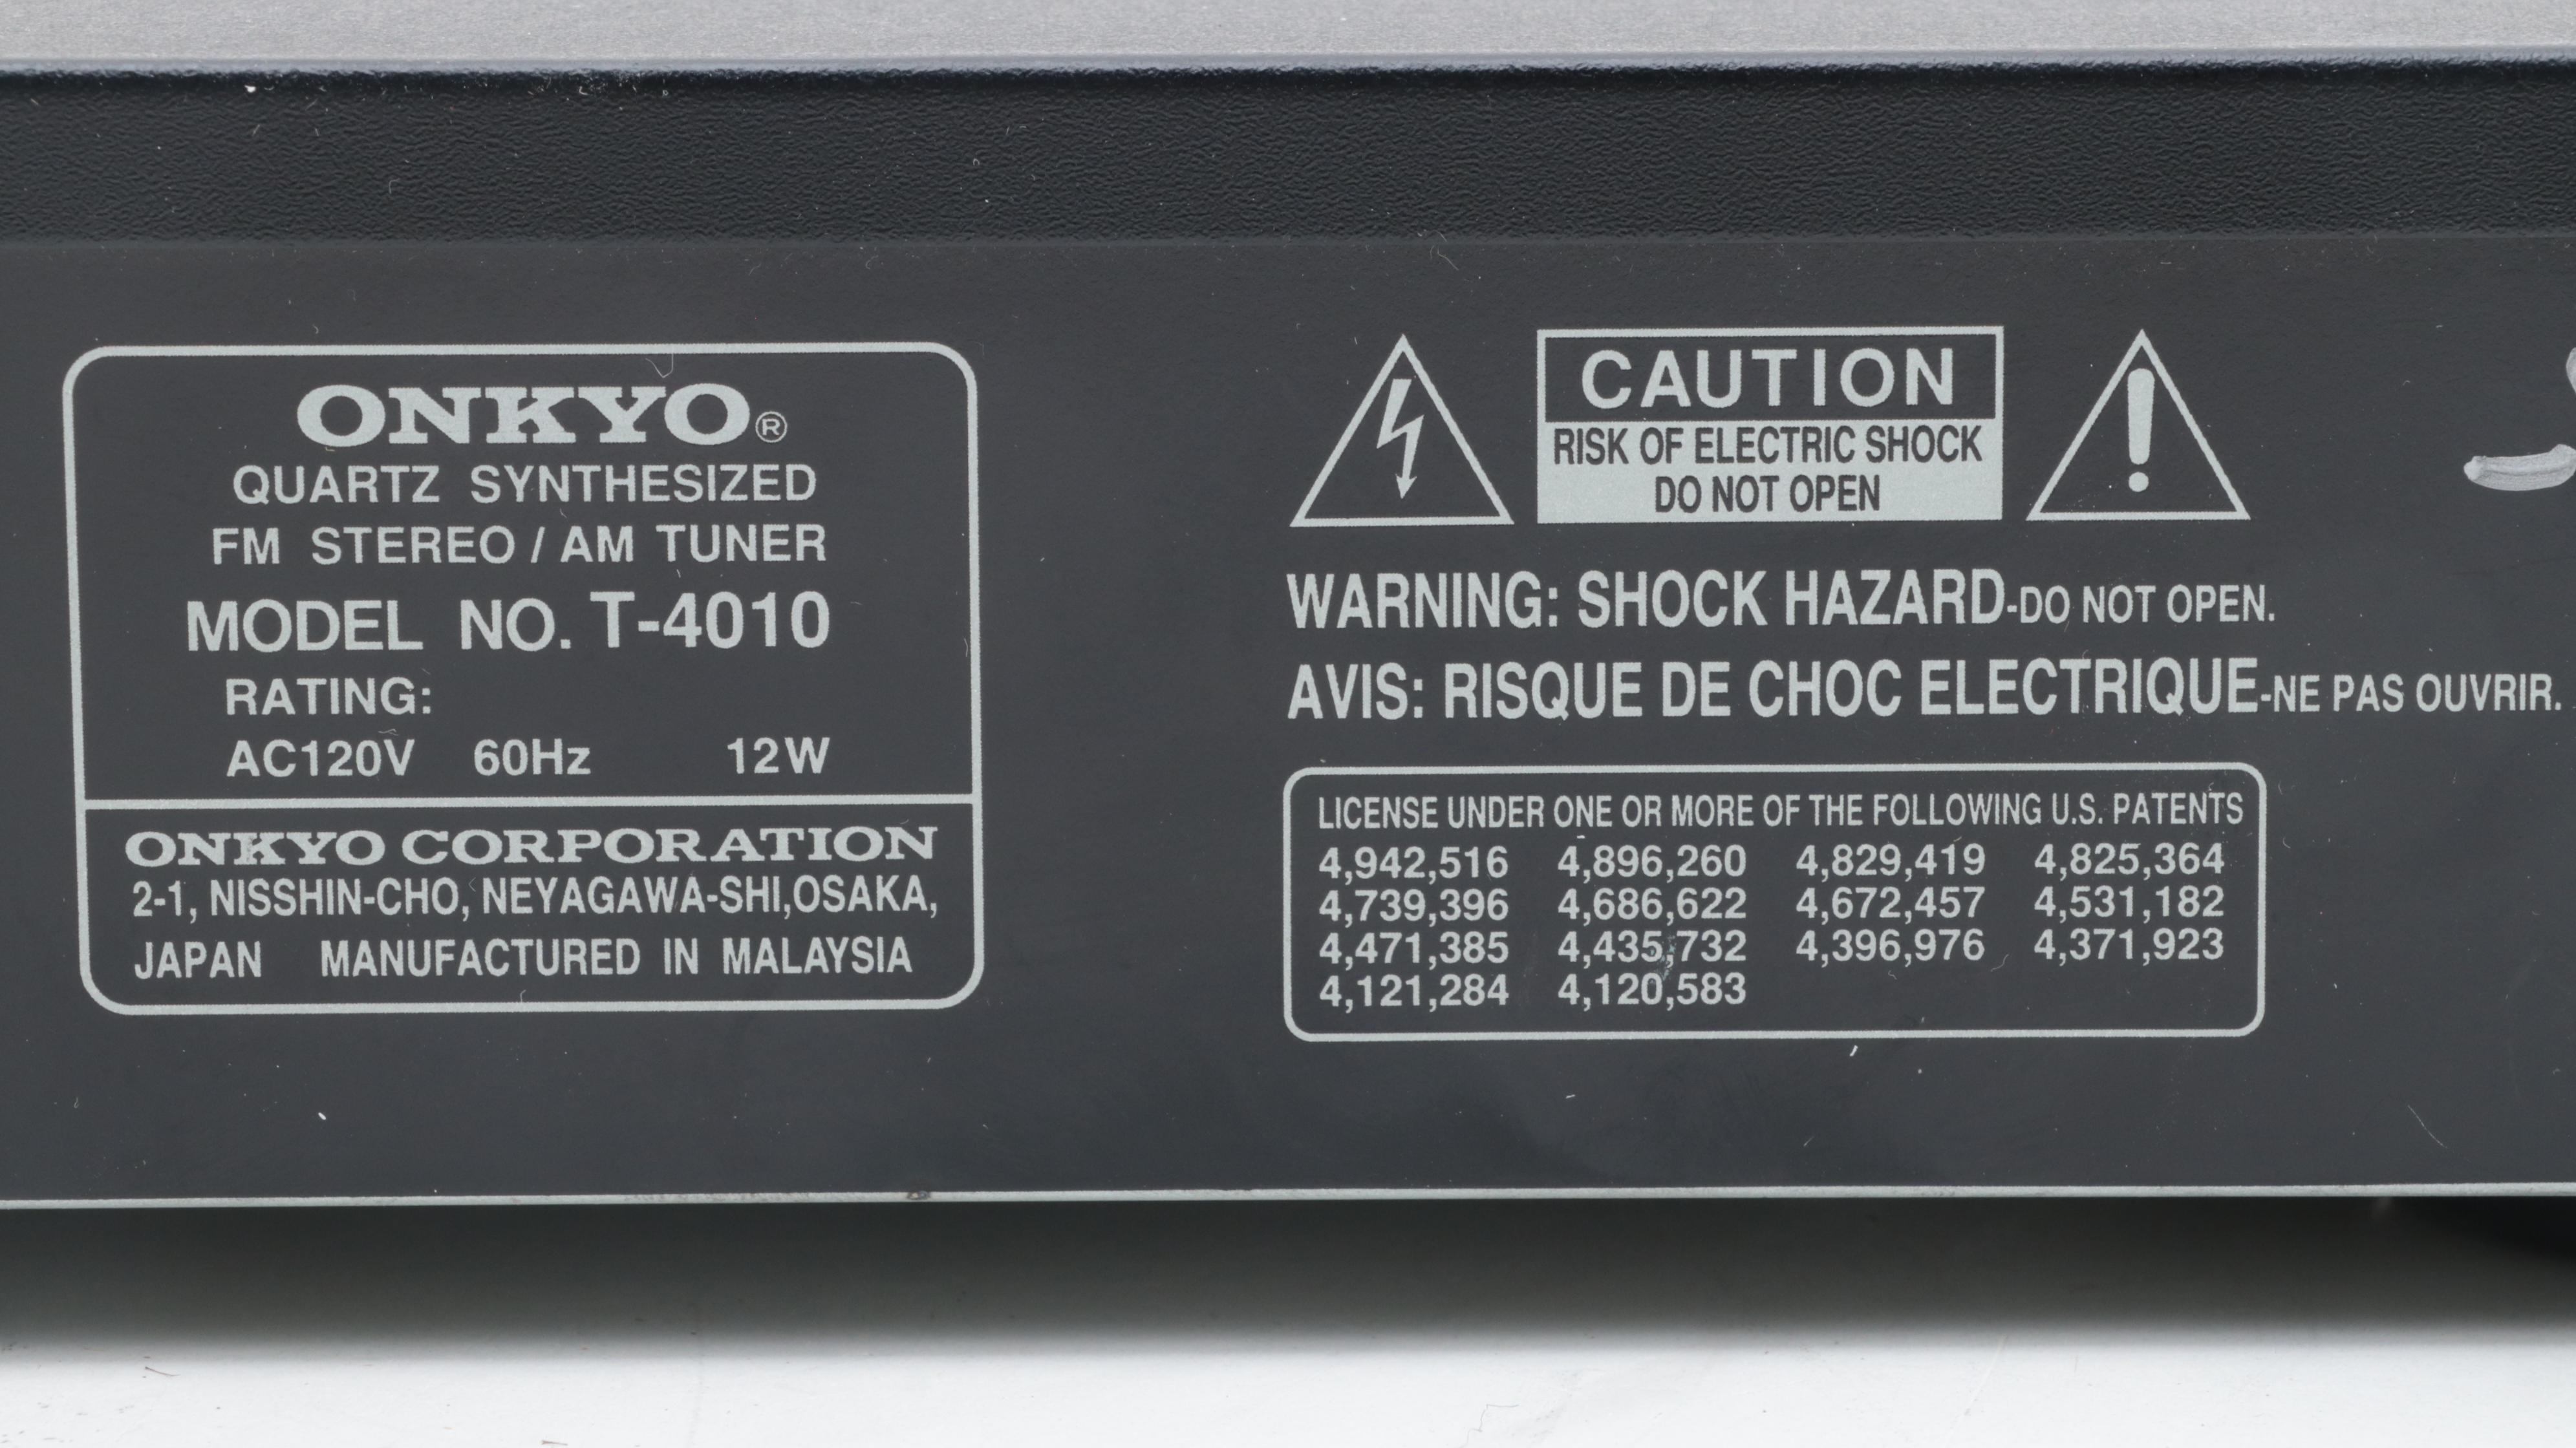 ONKYO®
QUARTZ SYNTHESIZED
FM STEREO / AM TUNER
MODEL NO. T-4010
RATING:
AC120V 60Hz 12W
ONKYO CORPORATION
2-1, NISSHIN-CHO, NEYAGAWA-SHI,OSAKA,
JAPAN MANUFACTURED IN MALAYSIA
CAUTION
RISK OF ELECTRIC SHOCK
DO NOT OPEN
WARNING: SHOCK HAZARD-DO NOT OPEN.
AVIS: RISQUE DE CHOC ELECTRIQUE-NE PAS OUVRIR.
LICENSE UNDER ONE OR MORE OF THE FOLLOWING U.S. PATENTS
4,942,516 4,896,260 4,829,419 4,825,364
4,739,396 4,686,622 4,672,457 4,531,182
4,471,385 4,435,732 4,396,976 4,371,923
4,121,284 4,120,583